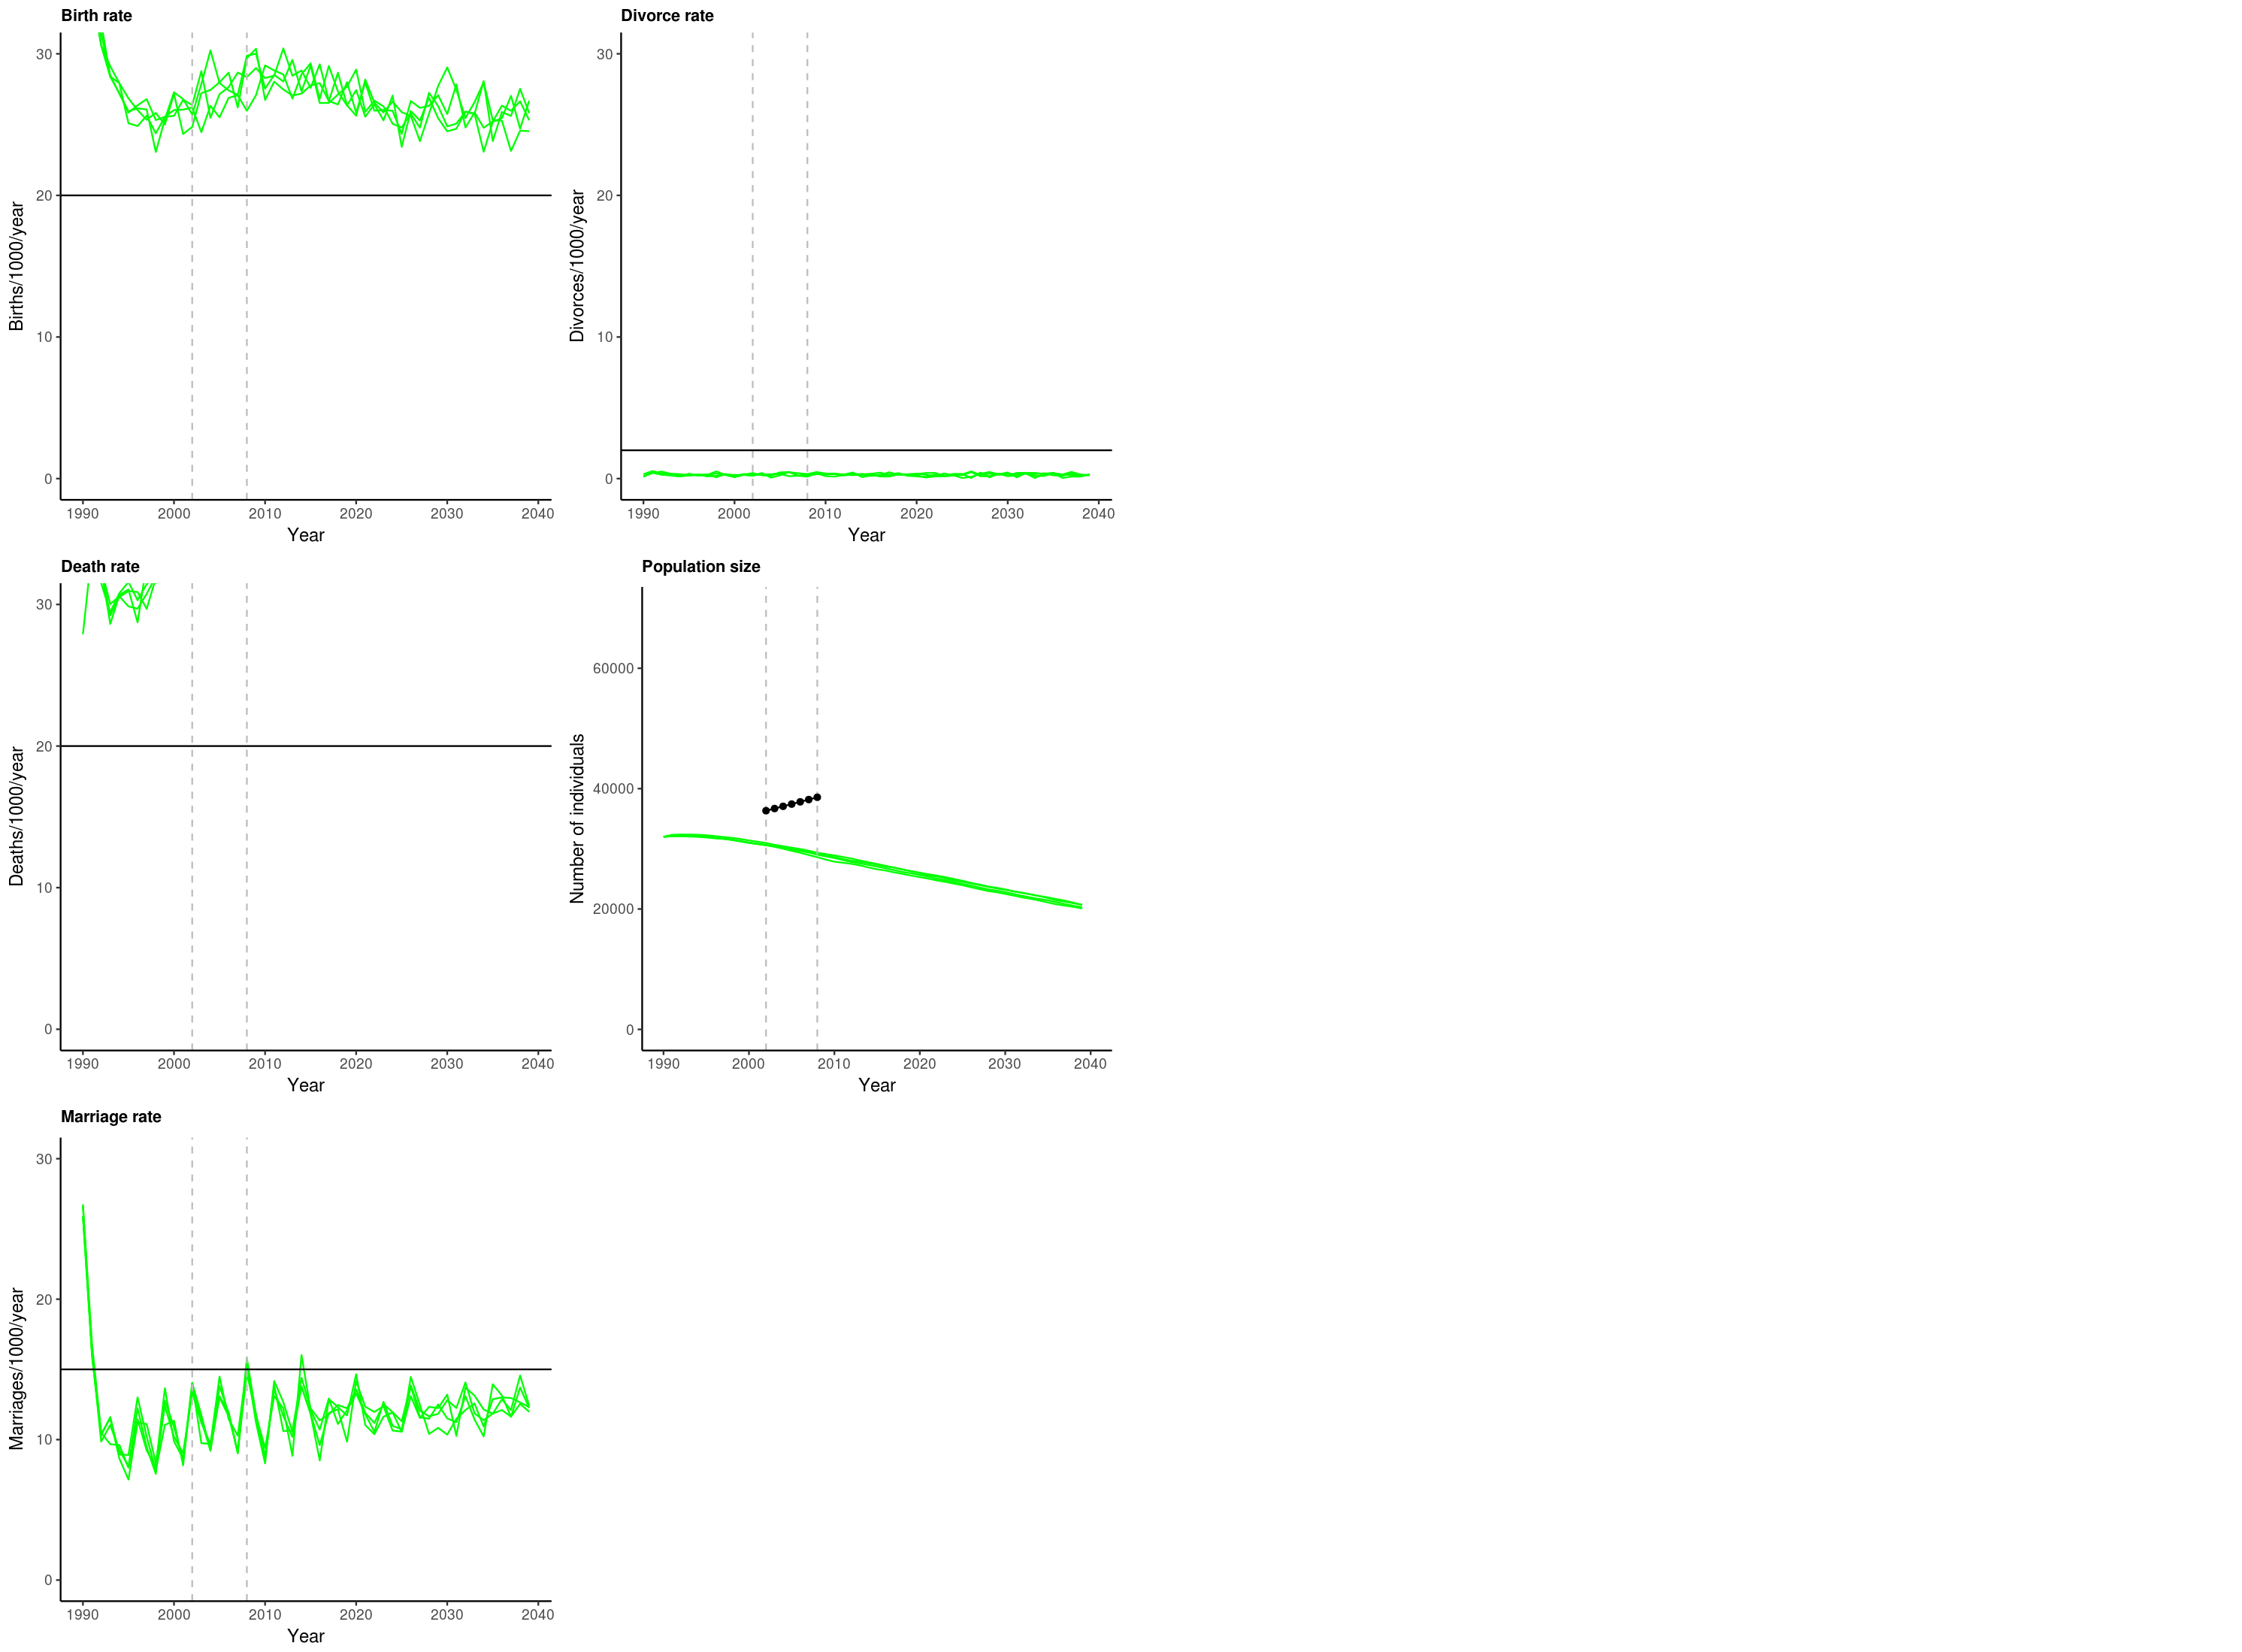 Birth rate
30
20
10
0
Births/1000/year
1990 2000 2010 2020 2030 2040
Year
Divorce rate
30
20
10
0
Divorces/1000/year
1990 2000 2010 2020 2030 2040
Year
Death rate
30
20
10
0
Deaths/1000/year
1990 2000 2010 2020 2030 2040
Year
Population size
60000
40000
20000
0
Number of individuals
1990 2000 2010 2020 2030 2040
Year
Marriage rate
30
20
10
0
Marriages/1000/year
1990 2000 2010 2020 2030 2040
Year